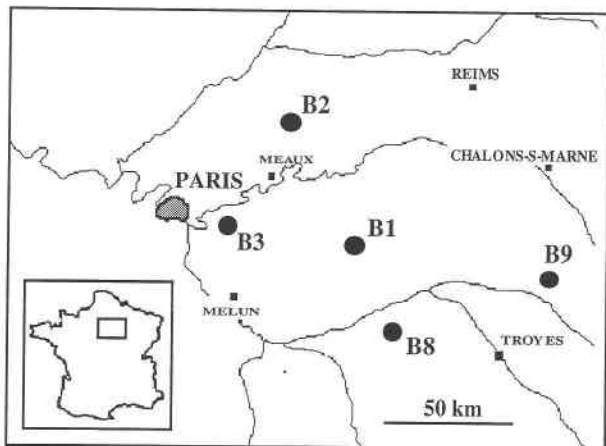 REIMS
B2
MEAUX
CHALONS-S-MARNE
PARIS
B3
B1
B9
MELUN
B8
TROYES
50 km